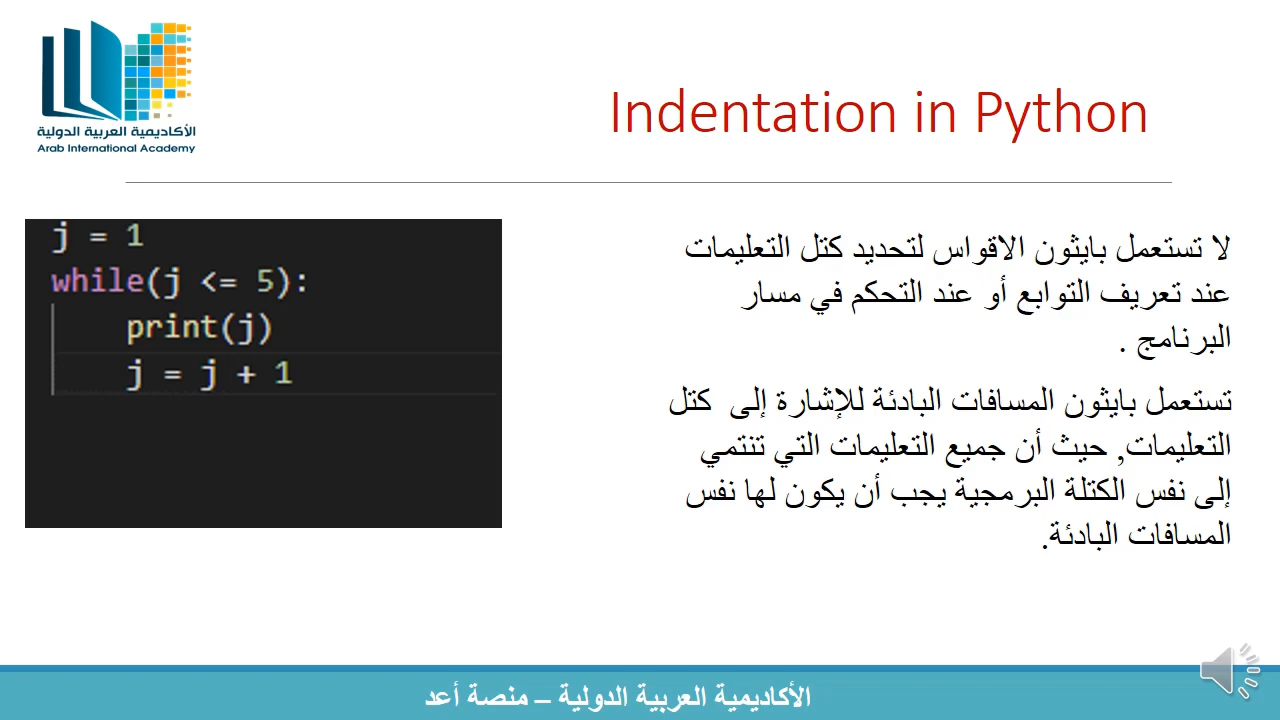 الأكاديمية العربية الدولية
Arab International Academy
Indentation in Python
j = 1
while(j <= 5):
    print(j)
    j = j + 1
لا تستعمل بايثون الاقواس لتحديد كتل التعليمات
عند تعريف التوابع أو عند التحكم في مسار
البرنامج .
تستعمل بايثون المسافات البادئة للإشارة إلى كتل
التعليمات, حيث أن جميع التعليمات التي تنتمي
إلى نفس الكتلة البرمجية يجب أن يكون لها نفس
المسافات البادئة.
الأكاديمية العربية الدولية – منصة أعد